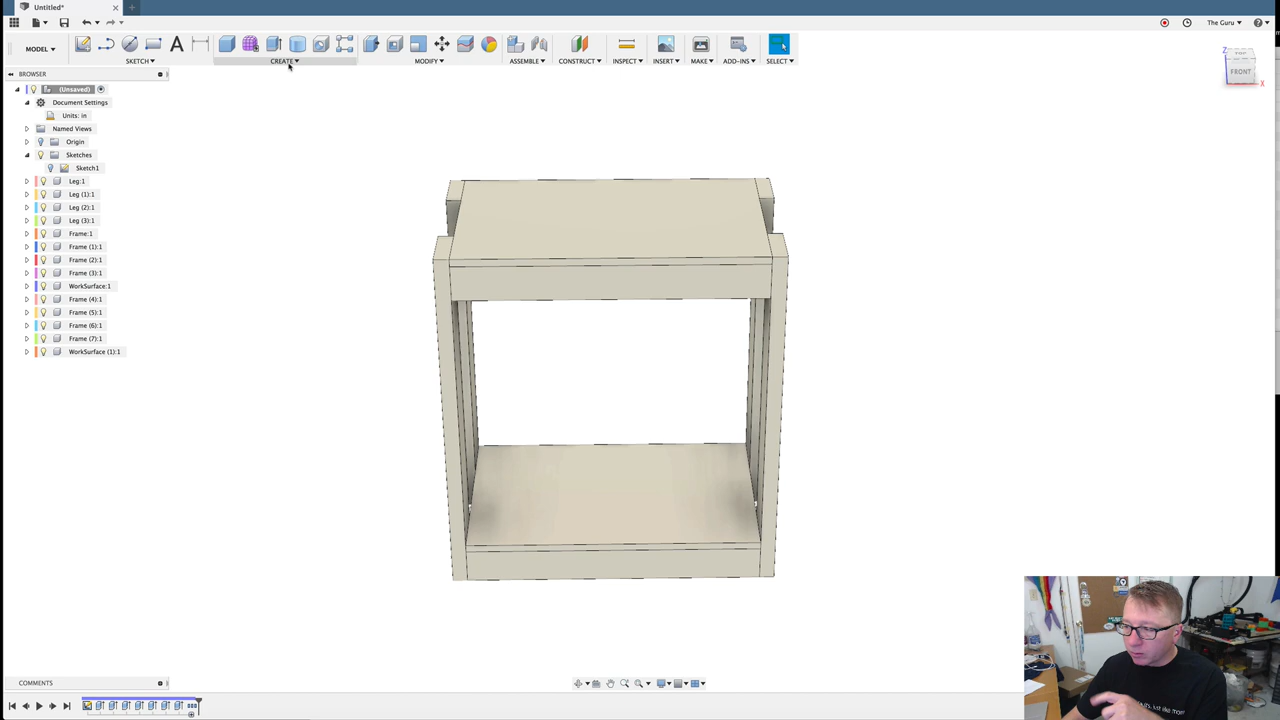 Untitled*
The Guru
MODEL
SKETCH
CREATE
MODIFY
ASSEMBLE
CONSTRUCT
INSPECT
INSERT
MAKE
ADD-INS
SELECT
BROWSER
(Unsaved)
Document Settings
Units: in
Named Views
Origin
Sketches
Sketch1
Leg:1
Leg (1):1
Leg (2):1
Leg (3):1
Frame:1
Frame (1):1
Frame (2):1
Frame (3):1
WorkSurface:1
Frame (4):1
Frame (5):1
Frame (6):1
Frame (7):1
WorkSurface (1):1
Z
FRONT
X
COMMENTS